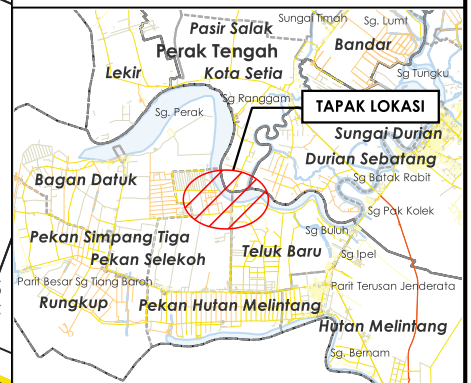 Sungai Timah
Sg. Lumt
Pasir Salak
Bandar
Perak Tengah
Lekir
Kota Setia
Sg Tungku
Sg Ranggam
TAPAK LOKASI
Sg. Perak
Sungai Durian
Durian Sebatang
Sg Batak Rabit
Bagan Datuk
Sg Pak Kolek
Sg Buluh
Pekan Simpang Tiga
Teluk Baru
Sg Ipel
Pekan Selekoh
Parit Besar Sg Tiang Baroh
Parit Terusan Jenderata
Rungkup
Pekan Hutan Melintang
Hutan Melintang
Sg. Bernam